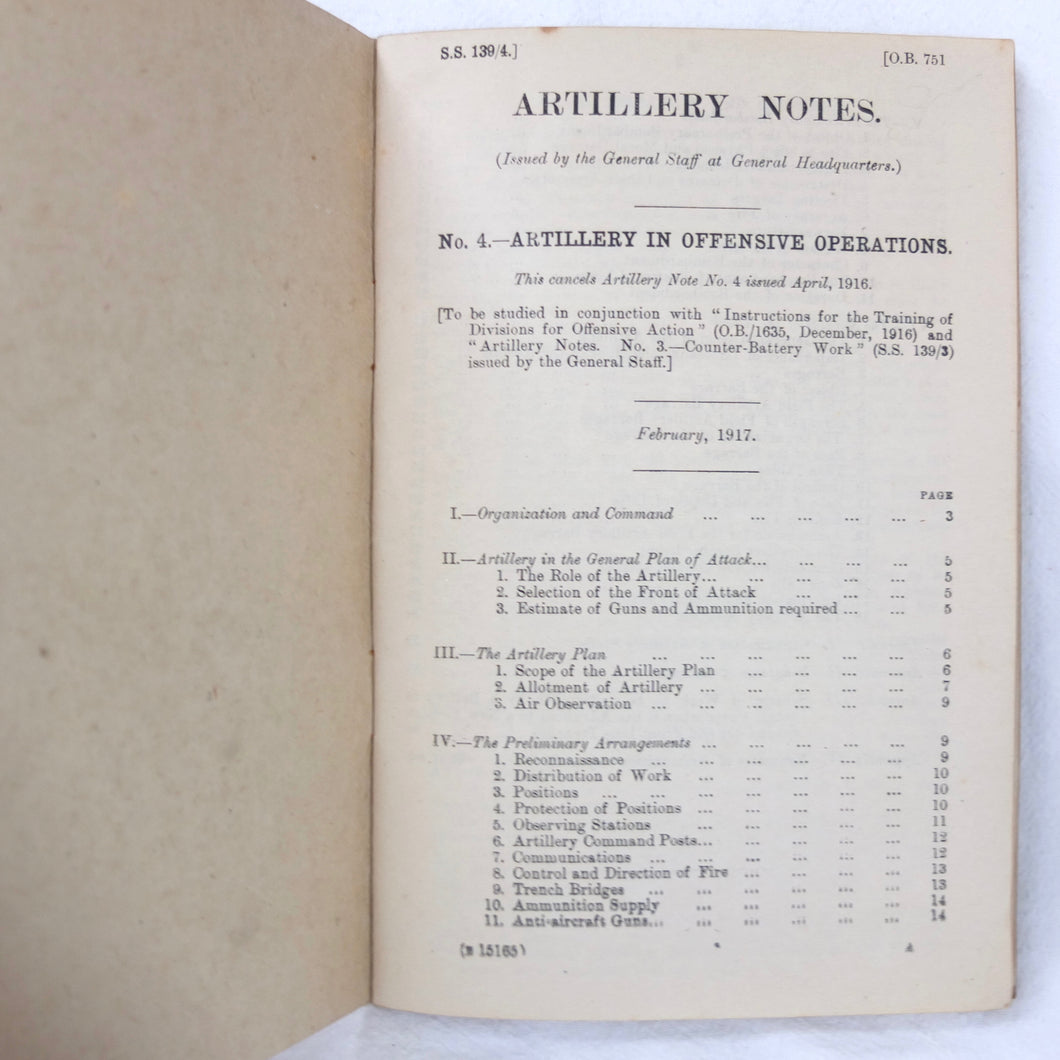 S.S. 139/4.] [O.B. 751
ARTILLERY NOTES.
(Issued by the General Staff at General Headquarters.)
No. 4.—ARTILLERY IN OFFENSIVE OPERATIONS.
This cancels Artillery Note No. 4 issued April, 1916.
[To be studied in conjunction with “Instructions for the Training of
Divisions for Offensive Action” (O.B./1635, December, 1916) and
“Artillery Notes. No. 3.—Counter-Battery Work” (S.S. 139/3)
issued by the General Staff.]
February, 1917.
PAGE
I.—Organization and Command ... ... ... ... ... 3
II.—Artillery in the General Plan of Attack... ... ... ... 5
1. The Role of the Artillery... ... ... ... ... 5
2. Selection of the Front of Attack ... ... ... 5
3. Estimate of Guns and Ammunition required ... ... 5
III.—The Artillery Plan ... ... ... ... ... ... 6
1. Scope of the Artillery Plan ... ... ... ... 6
2. Allotment of Artillery ... ... ... ... ... 7
3. Air Observation ... ... ... ... ... ... 9
IV.—The Preliminary Arrangements ... ... ... ... ... 9
1. Reconnaissance ... ... ... ... ... ... 9
2. Distribution of Work ... ... ... ... ... 10
3. Positions ... ... ... ... ... ... ... 10
4. Protection of Positions ... ... ... ... ... 10
5. Observing Stations ... ... ... ... ... 11
6. Artillery Command Posts... ... ... ... ... 12
7. Communications ... ... ... ... ... ... 12
8. Control and Direction of Fire ... ... ... ... 13
9. Trench Bridges ... ... ... ... ... ... 13
10. Ammunition Supply ... ... ... ... ... 14
11. Anti-aircraft Guns... ... ... ... ... ... 14
(B 15165) A